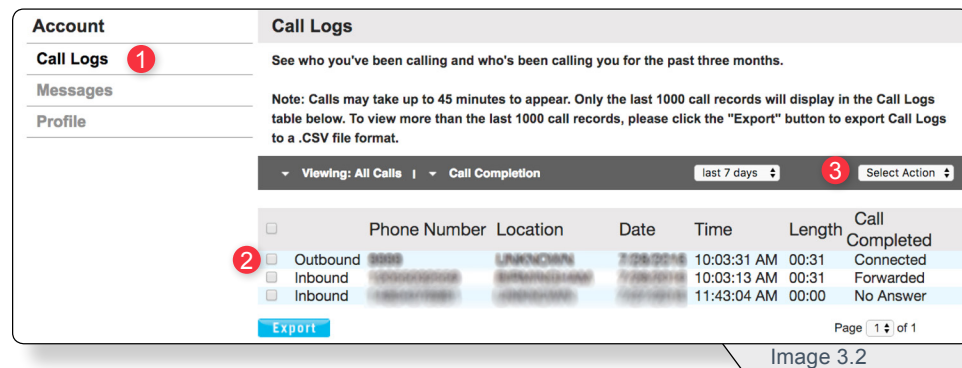 Account
Call Logs 1
Messages
Profile
Call Logs
See who you've been calling and who's been calling you for the past three months.
Note: Calls may take up to 45 minutes to appear. Only the last 1000 call records will display in the Call Logs
table below. To view more than the last 1000 call records, please click the "Export" button to export Call Logs
to a .CSV file format.
Viewing: All Calls | Call Completion last 7 days 3 Select Action
Phone Number Location Date Time Length Call Completed
2 Outbound 10:03:31 AM 00:31 Connected
Inbound 10:03:13 AM 00:31 Forwarded
Inbound 11:43:04 AM 00:00 No Answer
Export Page 1 of 1
Image 3.2